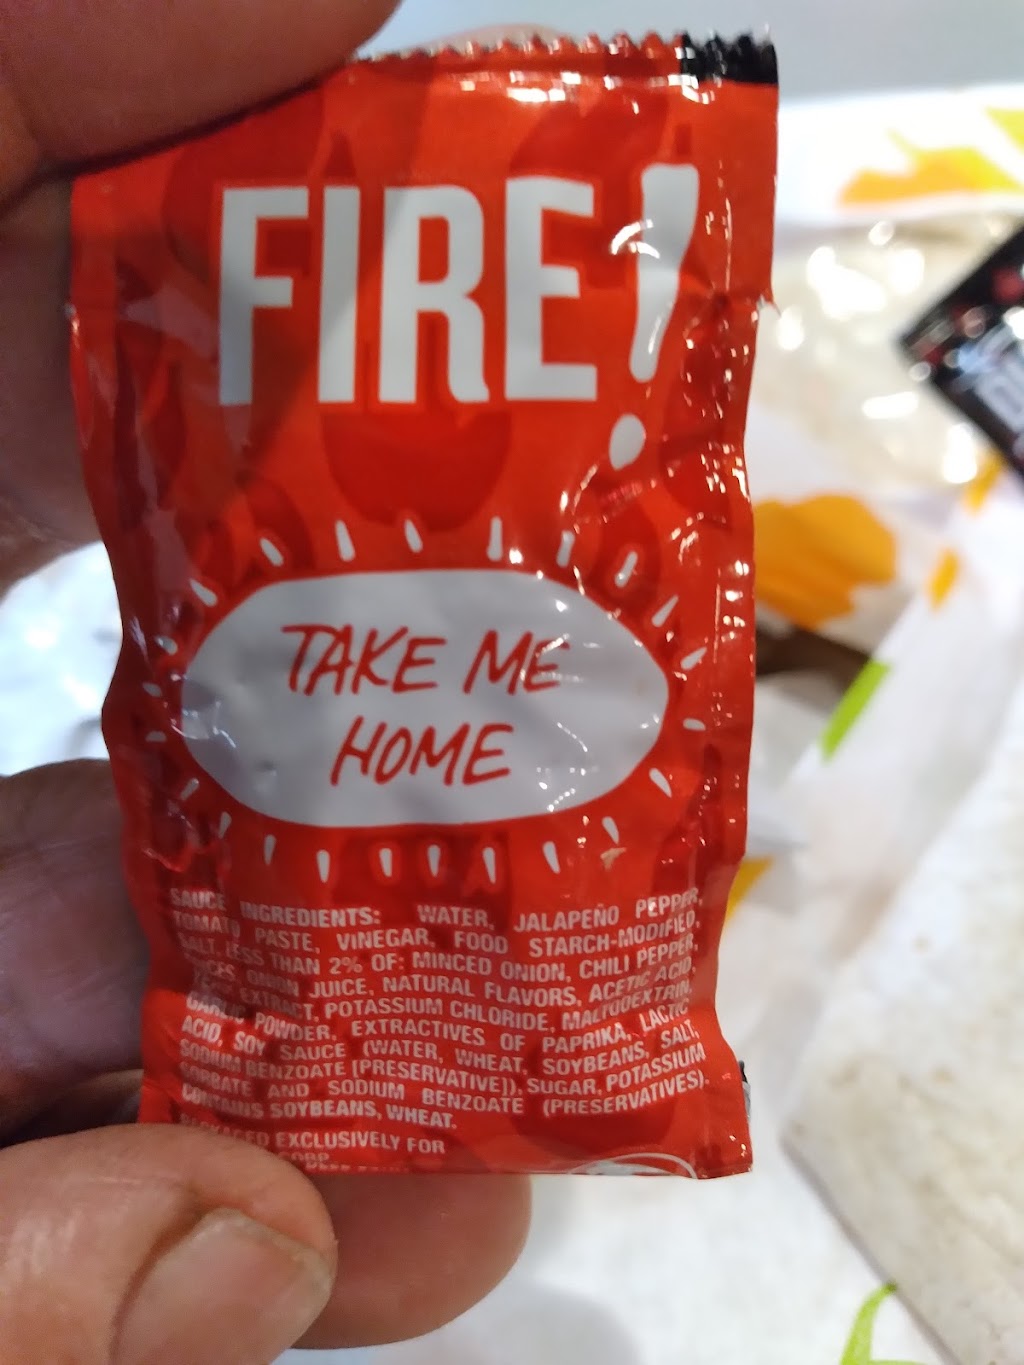 FIRE!
TAKE ME
HOME
SAUCE INGREDIENTS: WATER, JALAPEÑO PEPPER,
TOMATO PASTE, VINEGAR, FOOD STARCH-MODIFIED,
SALT, LESS THAN 2% OF: MINCED ONION, CHILI PEPPER,
SPICES, ONION JUICE, NATURAL FLAVORS, ACETIC ACID,
EXTRACT, POTASSIUM CHLORIDE, MALTODEXTRIN,
GARLIC POWDER, EXTRACTIVES OF PAPRIKA, LACTIC
ACID, SOY SAUCE (WATER, WHEAT, SOYBEANS, SALT,
SODIUM BENZOATE [PRESERVATIVE]), SUGAR, POTASSIUM
SORBATE AND SODIUM BENZOATE (PRESERVATIVES).
CONTAINS SOYBEANS, WHEAT.
PACKAGED EXCLUSIVELY FOR
CORP